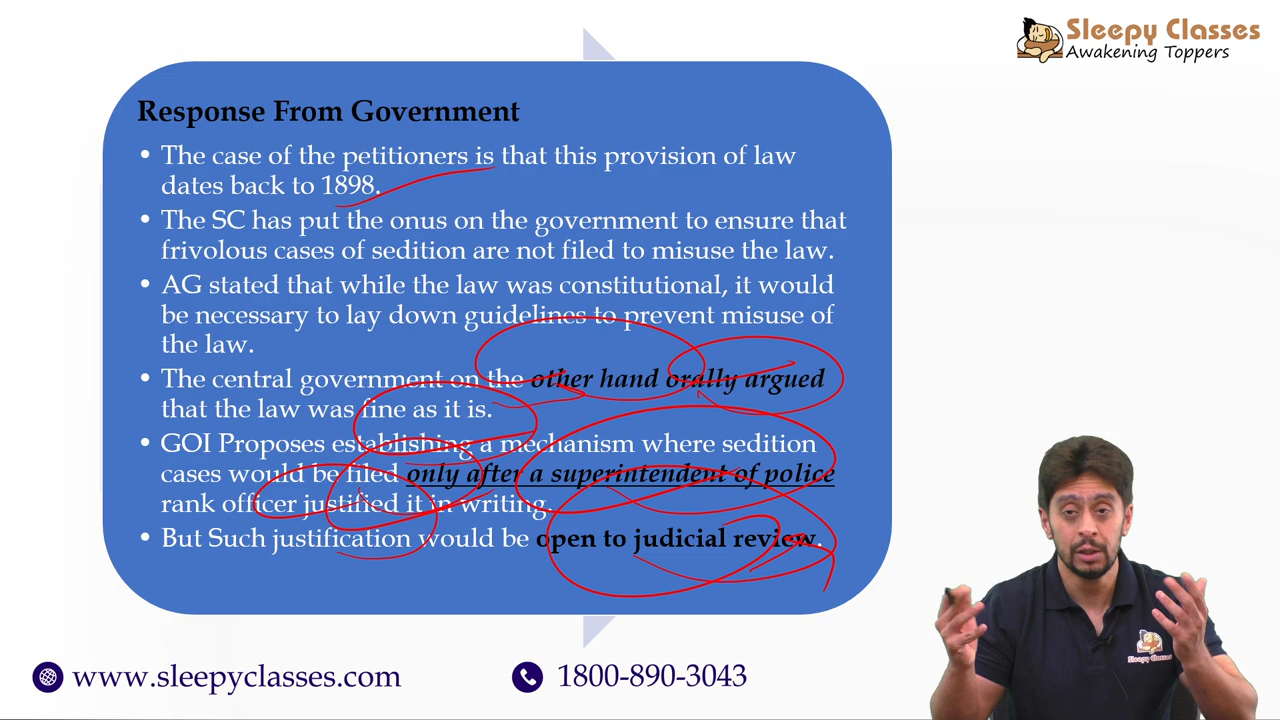 Sleepy Classes
Awakening Toppers
Response From Government
• The case of the petitioners is that this provision of law
dates back to 1898.
• The SC has put the onus on the government to ensure that
frivolous cases of sedition are not filed to misuse the law.
• AG stated that while the law was constitutional, it would
be necessary to lay down guidelines to prevent misuse of
the law.
• The central government on the other hand orally argued
that the law was fine as it is.
• GOI Proposes establishing a mechanism where sedition
cases would be filed only after a superintendent of police
rank officer justified it in writing.
• But Such justification would be open to judicial review.
Sleepy Classes
www.sleepyclasses.com
1800-890-3043